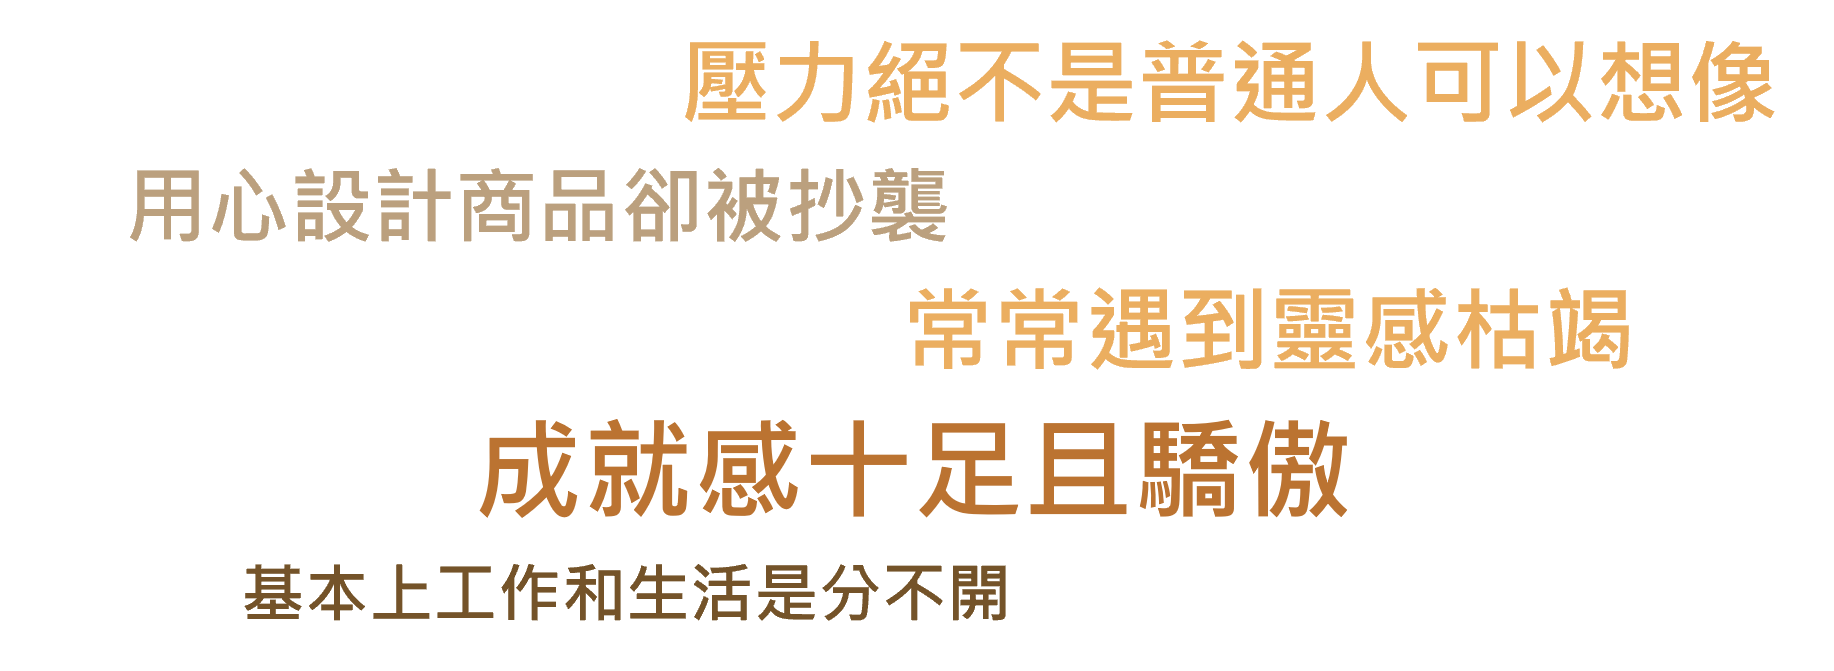 壓力絕不是普通人可以想像
用心設計商品卻被抄襲
常常遇到靈感枯竭
成就感十足且驕傲
基本上工作和生活是分不開